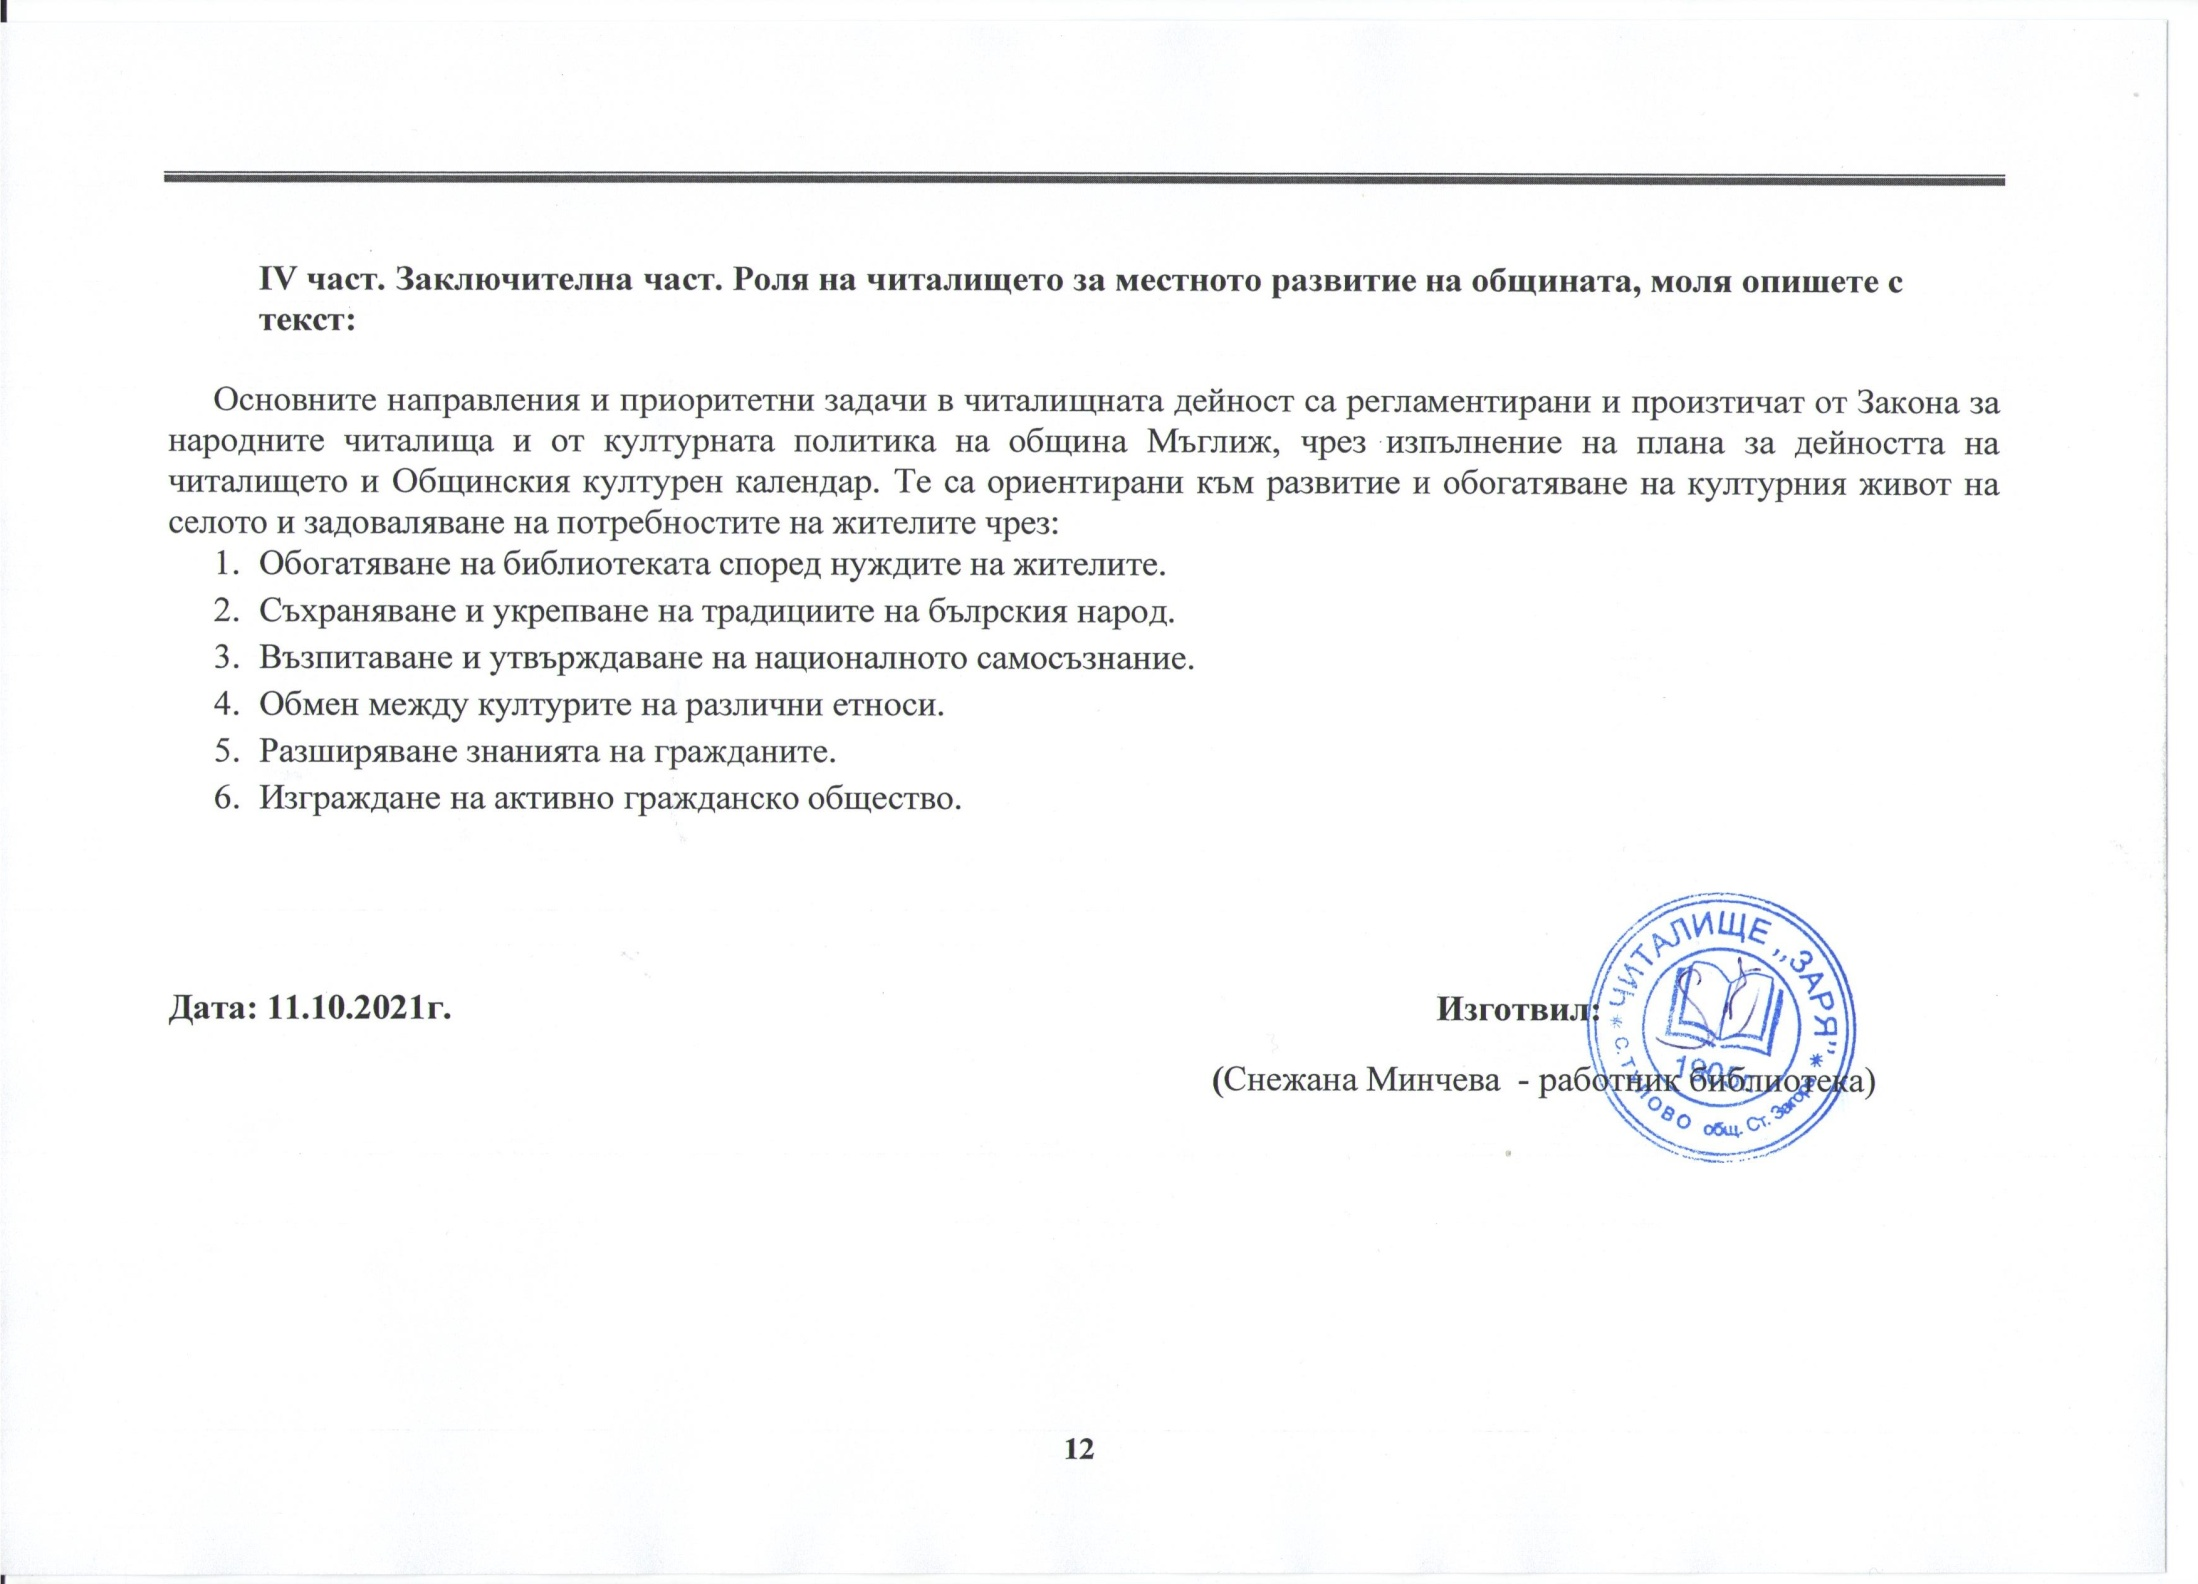 IV част. Заключителна част. Роля на читалището за местното развитие на общината, моля опишете с
текст:
Основните направления и приоритетни задачи в читалищната дейност са регламентирани и произтичат от Закона за
народните читалища и от културната политика на община Мъглиж, чрез изпълнение на плана за дейността на
читалището и Общинския културен календар. Те са ориентирани към развитие и обогатяване на културния живот на
селото и задоваляване на потребностите на жителите чрез:
1. Обогатяване на библиотеката според нуждите на жителите.
2. Съхраняване и укрепване на традициите на бълрския народ.
3. Възпитаване и утвърждаване на националното самосъзнание.
4. Обмен между културите на различни етноси.
5. Разширяване знанията на гражданите.
6. Изграждане на активно гражданско общество.
Дата: 11.10.2021г.
Изготвил:
(Снежана Минчева - работник библиотека)
* ЧИТАЛИЩЕ „ЗАРЯ” *
1905г
С. ТЪЛОВО общ. Ст. Загора
12